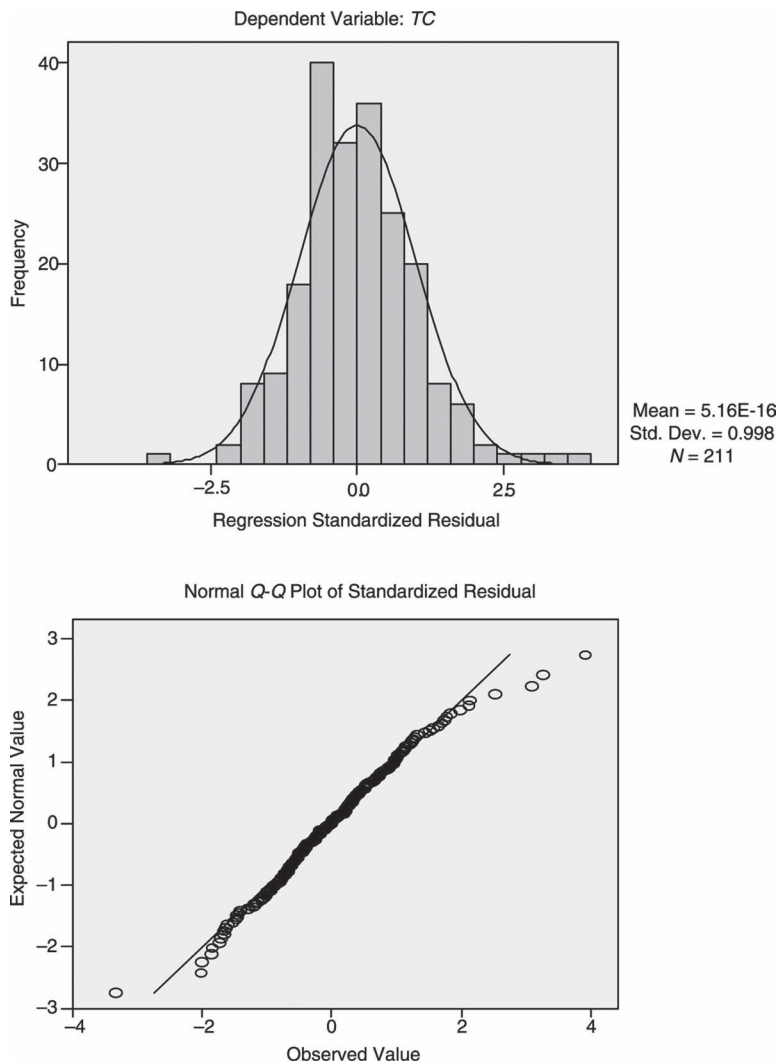 Dependent Variable: TC
40
30
20
10
0
Frequency
−2.5 0.0 2.5
Regression Standardized Residual
Mean = 5.16E-16
Std. Dev. = 0.998
N = 211
Normal Q-Q Plot of Standardized Residual
3
2
1
0
−1
−2
−3
Expected Normal Value
−4 −2 0 2 4
Observed Value